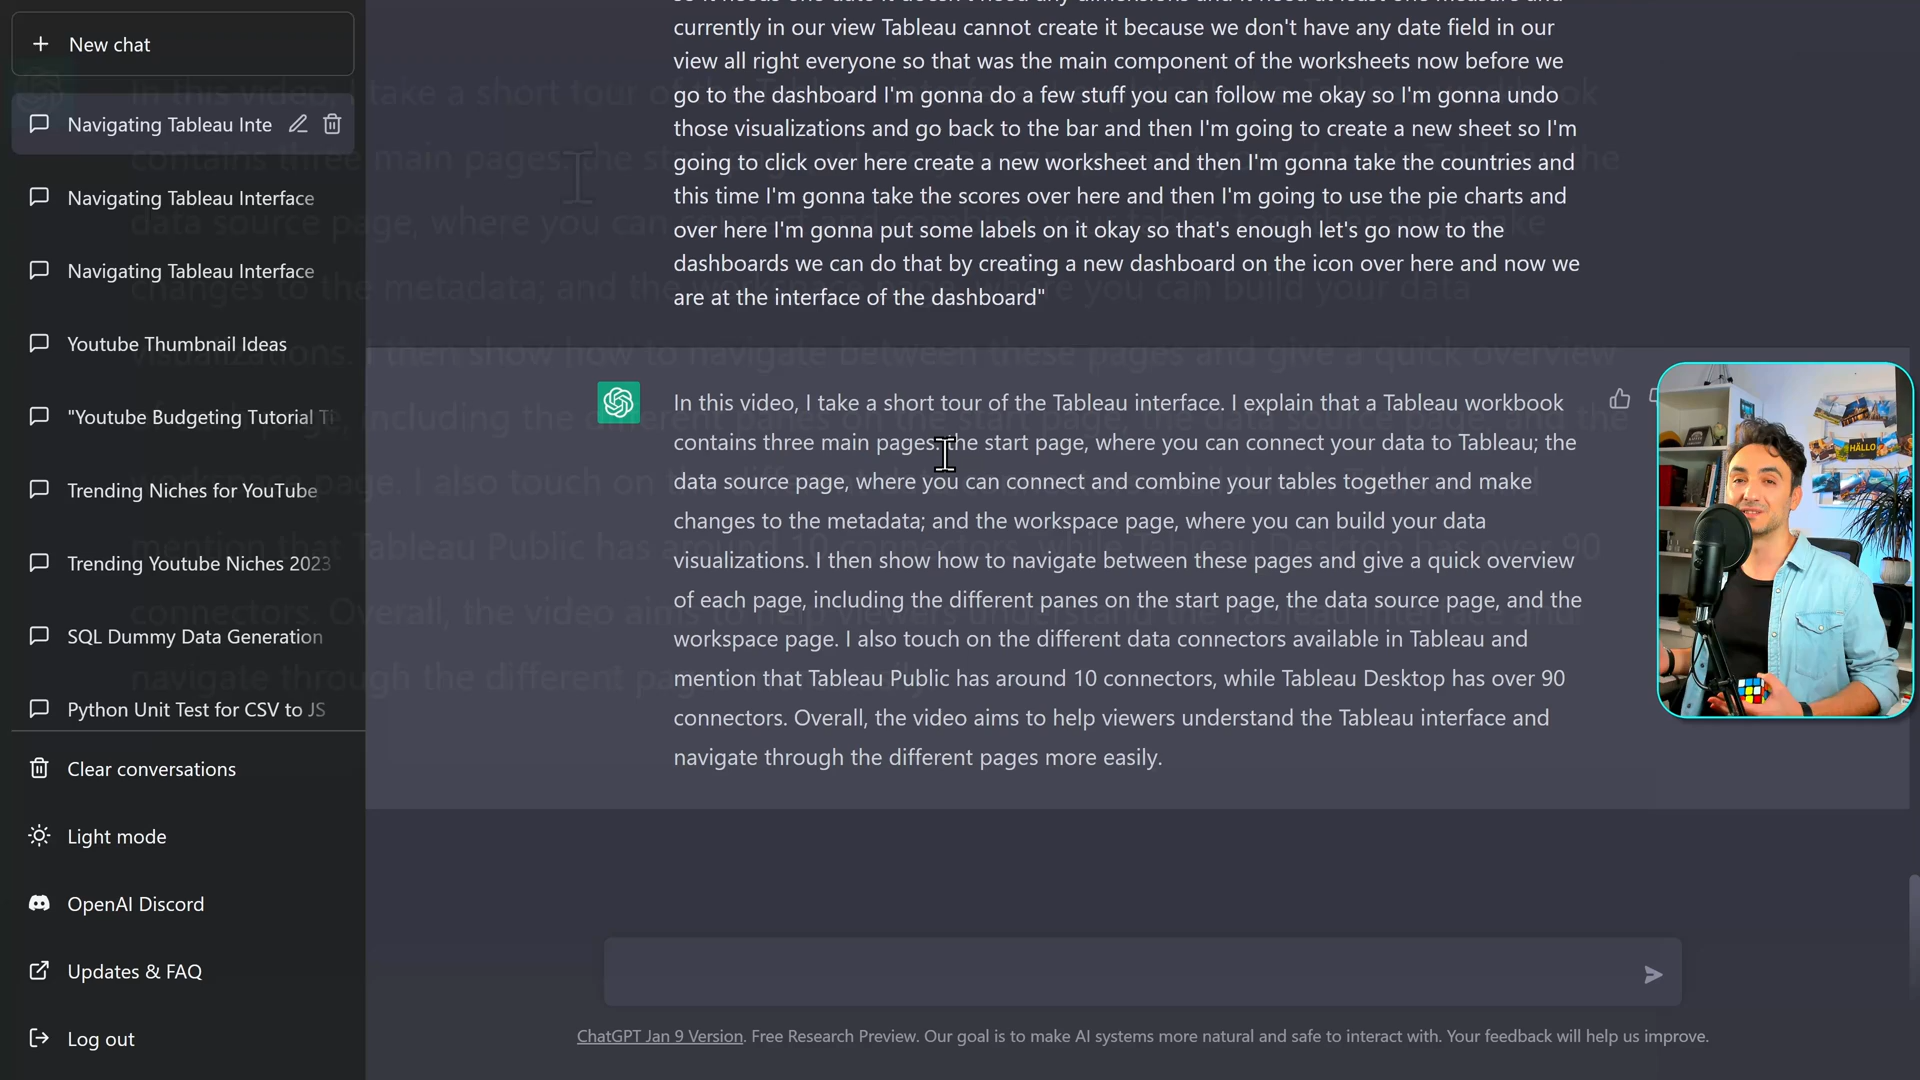 New chat
Navigating Tableau Inte
Navigating Tableau Interface
Navigating Tableau Interface
Youtube Thumbnail Ideas
"Youtube Budgeting Tutorial Ti
Trending Niches for YouTube
Trending Youtube Niches 2023
SQL Dummy Data Generation
Python Unit Test for CSV to JS
Clear conversations
Light mode
OpenAI Discord
Updates & FAQ
Log out
currently in our view Tableau cannot create it because we don't have any date field in our
view all right everyone so that was the main component of the worksheets now before we
go to the dashboard I'm gonna do a few stuff you can follow me okay so I'm gonna undo
those visualizations and go back to the bar and then I'm going to create a new sheet so I'm
going to click over here create a new worksheet and then I'm gonna take the countries and
this time I'm gonna take the scores over here and then I'm going to use the pie charts and
over here I'm gonna put some labels on it okay so that's enough let's go now to the
dashboards we can do that by creating a new dashboard on the icon over here and now we
are at the interface of the dashboard"
In this video, I take a short tour of the Tableau interface. I explain that a Tableau workbook
contains three main pages: the start page, where you can connect your data to Tableau; the
data source page, where you can connect and combine your tables together and make
changes to the metadata; and the workspace page, where you can build your data
visualizations. I then show how to navigate between these pages and give a quick overview
of each page, including the different panes on the start page, the data source page, and the
workspace page. I also touch on the different data connectors available in Tableau and
mention that Tableau Public has around 10 connectors, while Tableau Desktop has over 90
connectors. Overall, the video aims to help viewers understand the Tableau interface and
navigate through the different pages more easily.
HALLO
ChatGPT Jan 9 Version. Free Research Preview. Our goal is to make AI systems more natural and safe to interact with. Your feedback will help us improve.